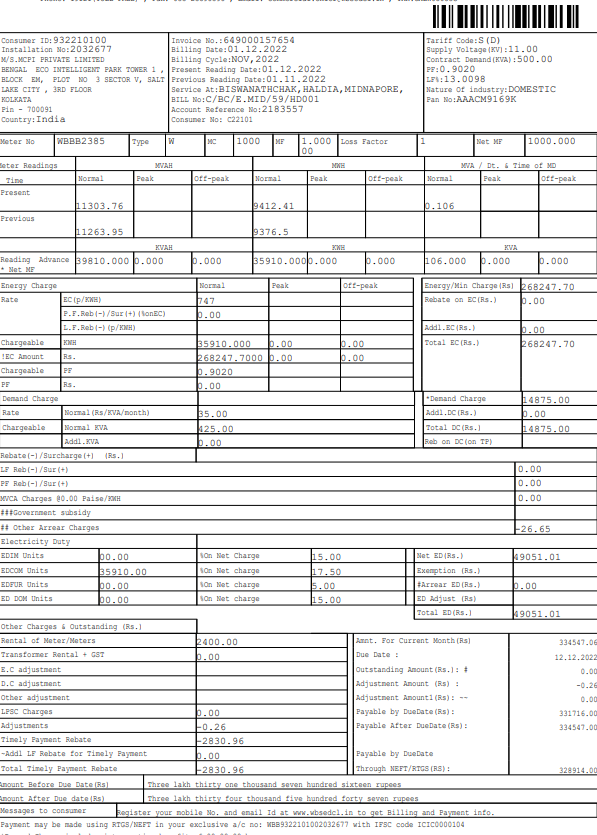 Consumer ID:932210100
Installation No:2032677
M/S.MCPI PRIVATE LIMITED
BENGAL ECO INTELLIGENT PARK TOWER 1 ,
BLOCK EM, PLOT NO 3 SECTOR V, SALT
LAKE CITY , 3RD FLOOR
KOLKATA
Pin - 700091
Country:India
Invoice No.:649000157654
Billing Date:01.12.2022
Billing Cycle:NOV,2022
Present Reading Date:01.12.2022
Previous Reading Date:01.11.2022
Service At:BISWANATHCHAK,HALDIA,MIDNAPORE,
BILL No:C/BC/E.MID/59/HD001
Account Reference No:2183557
Consumer No: C22101
Tariff Code:S(D)
Supply Voltage(KV):11.00
Contract Demand(KVA):500.00
PF:0.9020
LF%:13.0098
Nature Of industry:DOMESTIC
Pan No:AAACM9169K
Meter No WBBB2385 Type W MC 1000 MF 1.000 00 Loss Factor 1 Net MF 1000.000
Meter Readings MVAH MWH MVA / Dt. & Time of MD
Time Normal Peak Off-peak Normal Peak Off-peak Normal Peak Off-peak
Present
11303.76 9412.41 0.106
Previous
11263.95 9376.5
KVAH KWH KVA
Reading Advance 39810.000 0.000 0.000 35910.000 0.000 0.000 106.000 0.000 0.000
* Net MF
Energy Charge Normal Peak Off-peak Energy/Min Charge(Rs) 268247.70
Rate EC(p/KWH) 747 Rebate on EC(Rs.) 0.00
P.F.Reb(-)/Sur(+)(%onEC) 0.00
L.F.Reb(-)(p/KWH) Addl.EC(Rs.) 0.00
Chargeable KWH 35910.000 0.00 0.00 Total EC(Rs.) 268247.70
!EC Amount Rs. 268247.7000 0.00 0.00
Chargeable PF 0.9020
PF Rs. 0.00
Demand Charge *Demand Charge 14875.00
Rate Normal(Rs/KVA/month) 35.00 Addl.DC(Rs.) 0.00
Chargeable Normal KVA 425.00 Total DC(Rs.) 14875.00
Addl.KVA 0.00 Reb on DC(on TP)
Rebate(-)/Surcharge(+) (Rs.)
LF Reb(-)/Sur(+) 0.00
PF Reb(-)/Sur(+) 0.00
MVCA Charges @0.00 Paise/KWH 0.00
###Government subsidy
## Other Arrear Charges -26.65
Electricity Duty
EDIM Units 00.00 %On Net charge 15.00 Net ED(Rs.) 49051.01
EDCOM Units 35910.00 %On Net Charge 17.50 Exemption (Rs.)
EDFUR Units 00.00 %On Net charge 5.00 #Arrear ED(Rs.) 0.00
ED DOM Units 00.00 %On Net charge 15.00 ED Adjust (Rs)
Total ED(Rs.) 49051.01
Other Charges & Outstanding (Rs.)
Rental of Meter/Meters 2400.00
Transformer Rental + GST 0.00
E.C adjustment
D.C adjustment
Other adjustment
LPSC Charges 0.00
Adjustments -0.26
Timely Payment Rebate -2830.96
-Addl LF Rebate for Timely Payment 0.00
Total Timely Payment Rebate -2830.96
Amnt. For Current Month(Rs) 334547.06
Due Date : 12.12.2022
Outstanding Amount(Rs.): # 0.00
Adjustment Amount (Rs) : -0.26
Adjustment Amount1(Rs): ~~ 0.00
Payable by DueDate(Rs): 331716.00
Payable After DueDate(Rs): 334547.00
Payable by DueDate
Through NEFT/RTGS(RS): 328914.00
Amount Before Due Date(Rs) Three lakh thirty one thousand seven hundred sixteen rupees
Amount After Due date(Rs) Three lakh thirty four thousand five hundred forty seven rupees
Messages to consumer Register your mobile No. and email Id at www.wbsedcl.in to get Billing and Payment info.
Payment may be made using RTGS/NEFT in your exclusive a/c no: WBB932210100203267​7 with IFSC code ICIC0000104